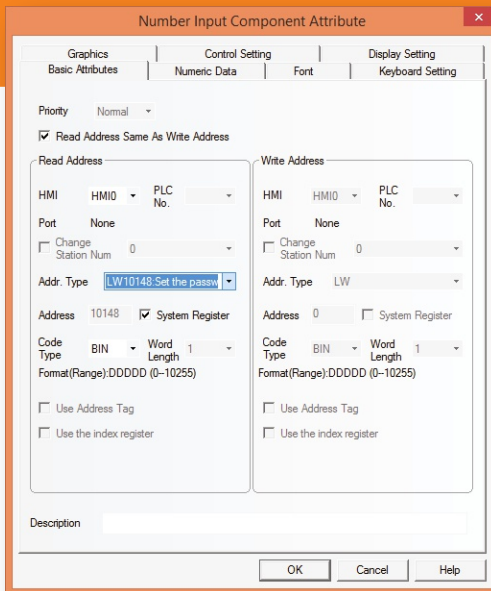 Number Input Component Attribute
×
Graphics Control Setting Display Setting
Basic Attributes Numeric Data Font Keyboard Setting
Priority Normal
Read Address Same As Write Address
Read Address
HMI HMI0 PLC No.
Port None
Change Station Num 0
Addr. Type LW10148:Set the passw
Address 10148 System Register
Code Type BIN Word Length 1
Format(Range):DDDDD (0--10255)
Use Address Tag
Use the index register
Write Address
HMI HMI0 PLC No.
Port None
Change Station Num 0
Addr. Type LW
Address 0 System Register
Code Type BIN Word Length 1
Format(Range):DDDDD (0--10255)
Use Address Tag
Use the index register
Description
OK Cancel Help